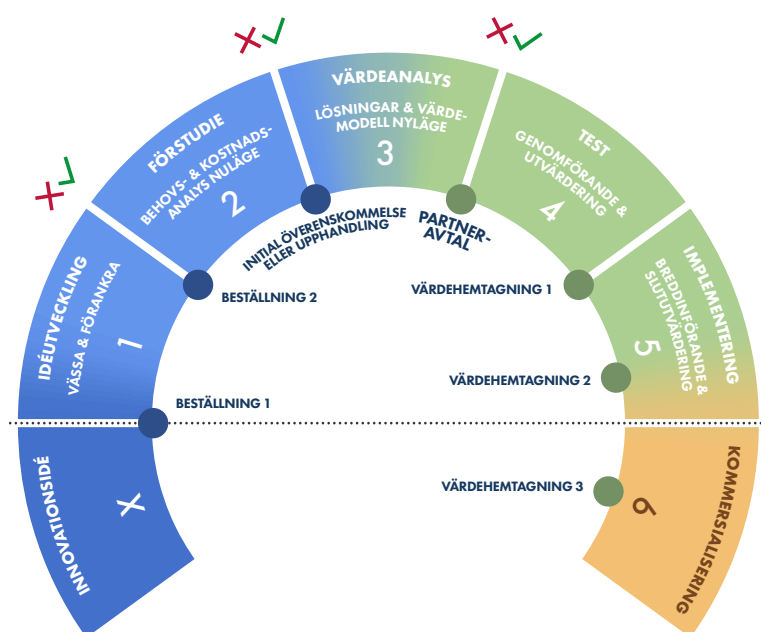 INNOVATIONSIDÉ
X
BESTÄLLNING 1
IDÉUTVECKLING
VÄSSA & FÖRANKRA
1
BESTÄLLNING 2
FÖRSTUDIE
BEHOVS- & KOSTNADS-
ANALYS NULÄGE
2
INITIAL ÖVERENSKOMMELSE
ELLER UPPHANDLING
VÄRDEANALYS
LÖSNINGAR & VÄRDE-
MODELL NYLÄGE
3
PARTNER-
AVTAL
TEST
GENOMFÖRANDE &
UTVÄRDERING
4
VÄRDEHEMTAGNING 1
IMPLEMENTERING
BREDDINFÖRANDE &
SLUTUTVÄRDERING
5
VÄRDEHEMTAGNING 2
VÄRDEHEMTAGNING 3
6
KOMMERSIALISERING